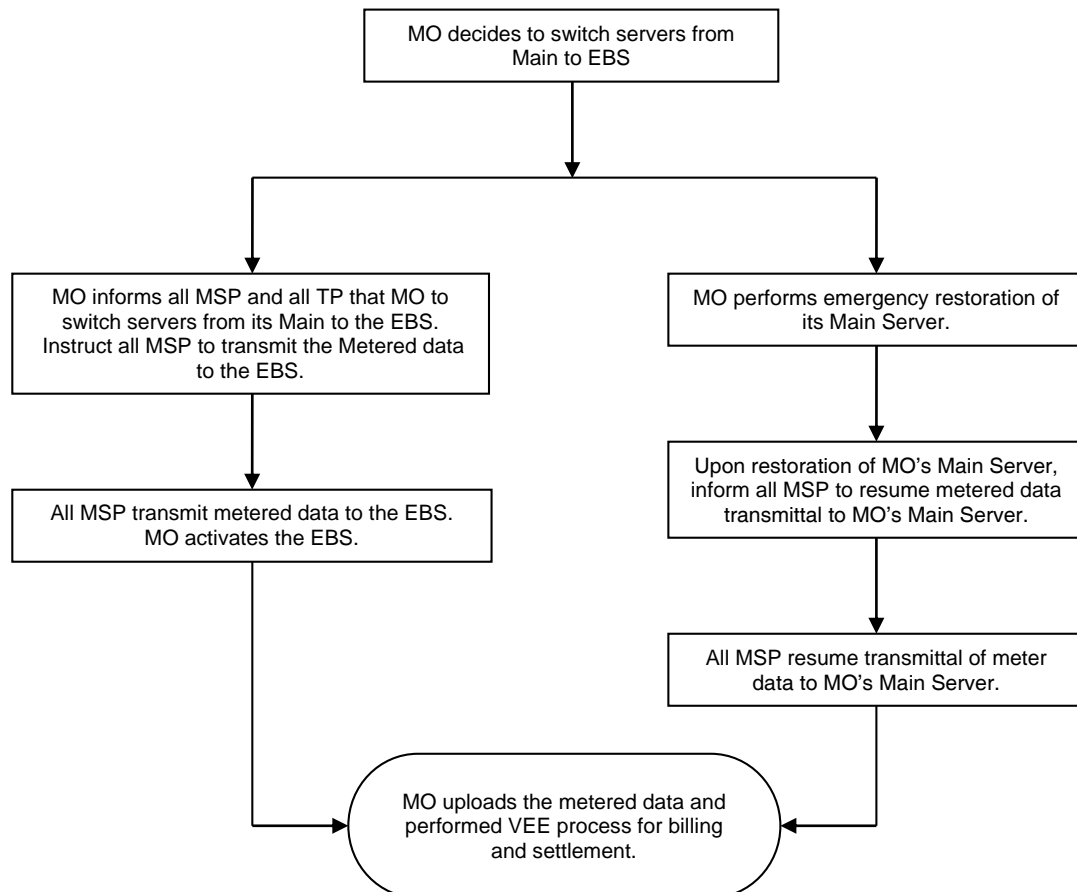 MO decides to switch servers from
Main to EBS
MO informs all MSP and all TP that MO to
switch servers from its Main to the EBS.
Instruct all MSP to transmit the Metered data
to the EBS.
All MSP transmit metered data to the EBS.
MO activates the EBS.
MO performs emergency restoration of
its Main Server.
Upon restoration of MO’s Main Server,
inform all MSP to resume metered data
transmittal to MO’s Main Server.
All MSP resume transmittal of meter
data to MO’s Main Server.
MO uploads the metered data and
performed VEE process for billing
and settlement.